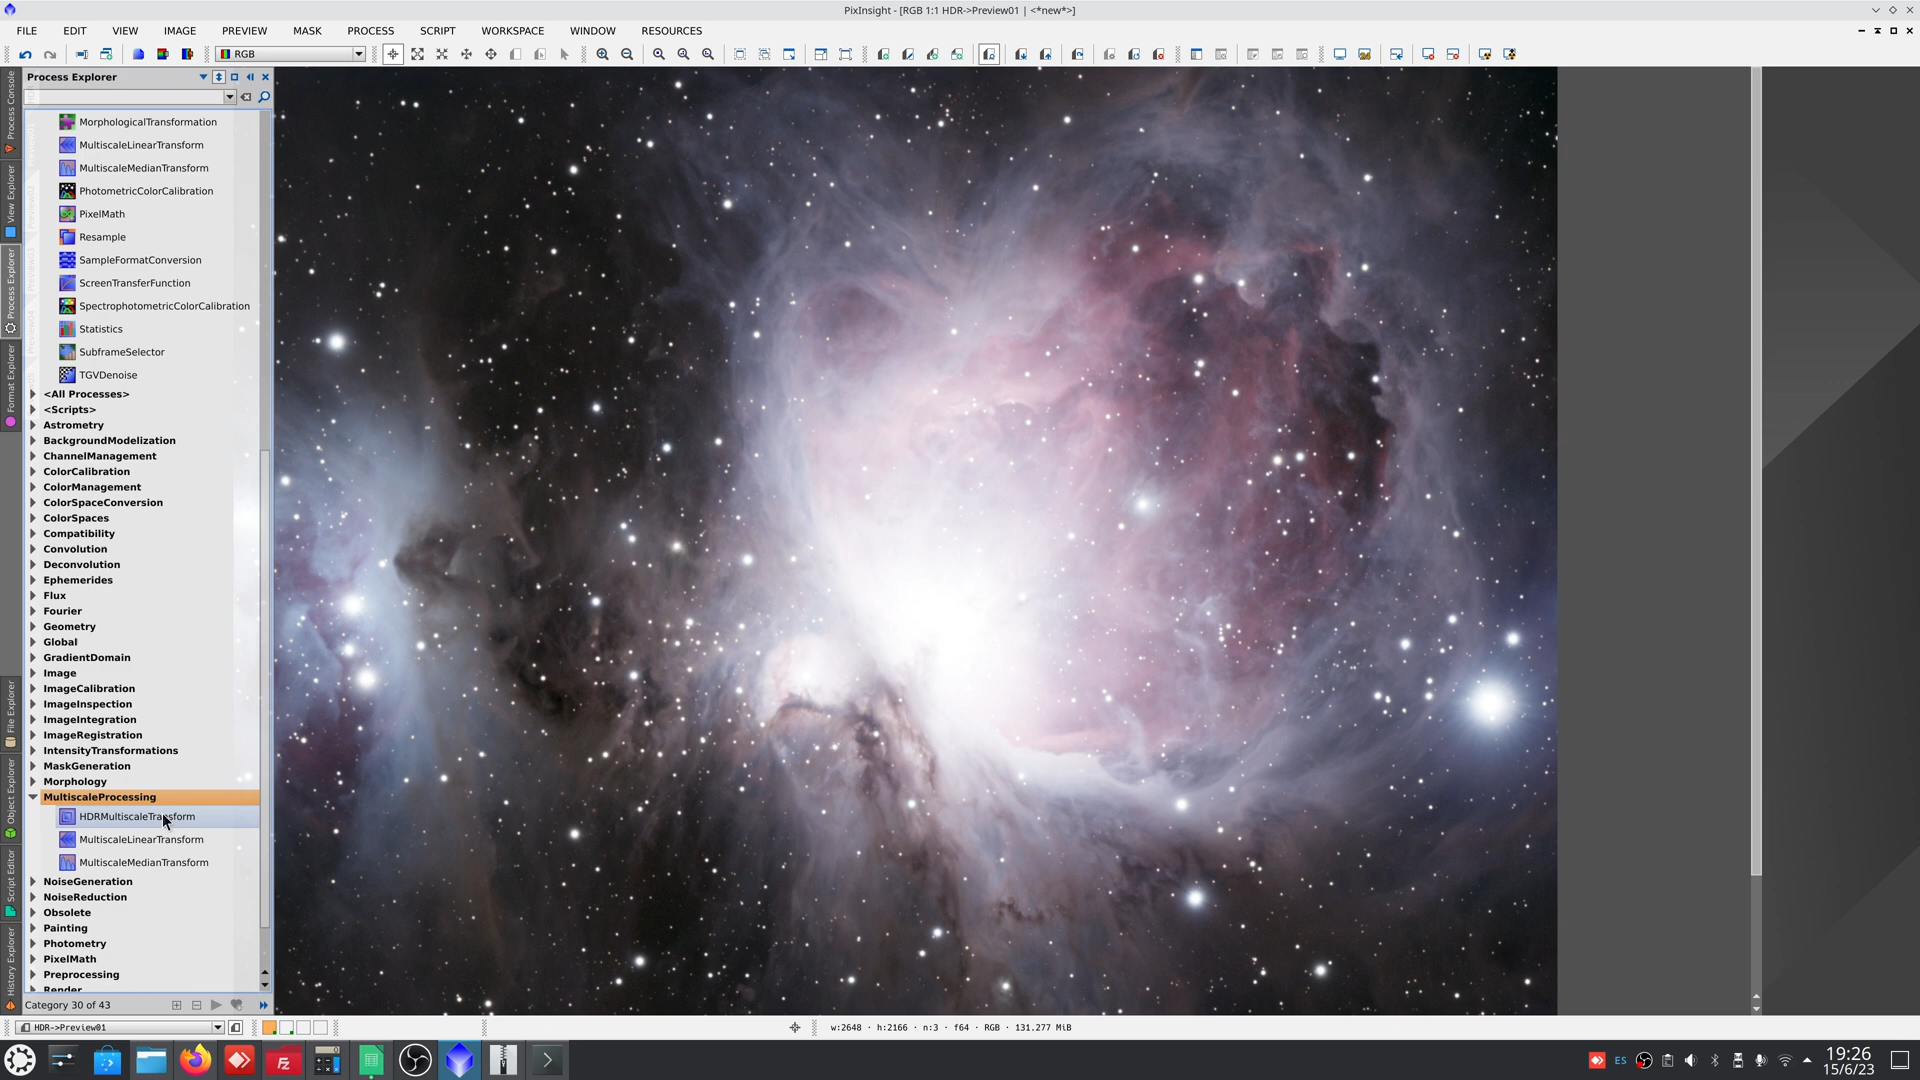 PixInsight - [RGB 1:1 HDR->Preview01 | <*new*>]
FILE EDIT VIEW IMAGE PREVIEW MASK PROCESS SCRIPT WORKSPACE WINDOW RESOURCES
RGB
Process Explorer
Process Console
View Explorer
Process Explorer
Format Explorer
File Explorer
Object Explorer
Script Editor
History Explorer
MorphologicalTransformation
MultiscaleLinearTransform
MultiscaleMedianTransform
PhotometricColorCalibration
PixelMath
Resample
SampleFormatConversion
ScreenTransferFunction
SpectrophotometricColorCalibration
Statistics
SubframeSelector
TGVDenoise
<All Processes>
<Scripts>
Astrometry
BackgroundModelization
ChannelManagement
ColorCalibration
ColorManagement
ColorSpaceConversion
ColorSpaces
Compatibility
Convolution
Deconvolution
Ephemerides
Flux
Fourier
Geometry
Global
GradientDomain
Image
ImageCalibration
ImageInspection
ImageIntegration
ImageRegistration
IntensityTransformations
MaskGeneration
Morphology
MultiscaleProcessing
HDRMultiscaleTransform
MultiscaleLinearTransform
MultiscaleMedianTransform
NoiseGeneration
NoiseReduction
Obsolete
Painting
Photometry
PixelMath
Preprocessing
Render
Category 30 of 43
HDR->Preview01
w:2648 · h:2166 · n:3 · f64 · RGB · 131.277 MiB
Fz
ES
19:26
15/6/23